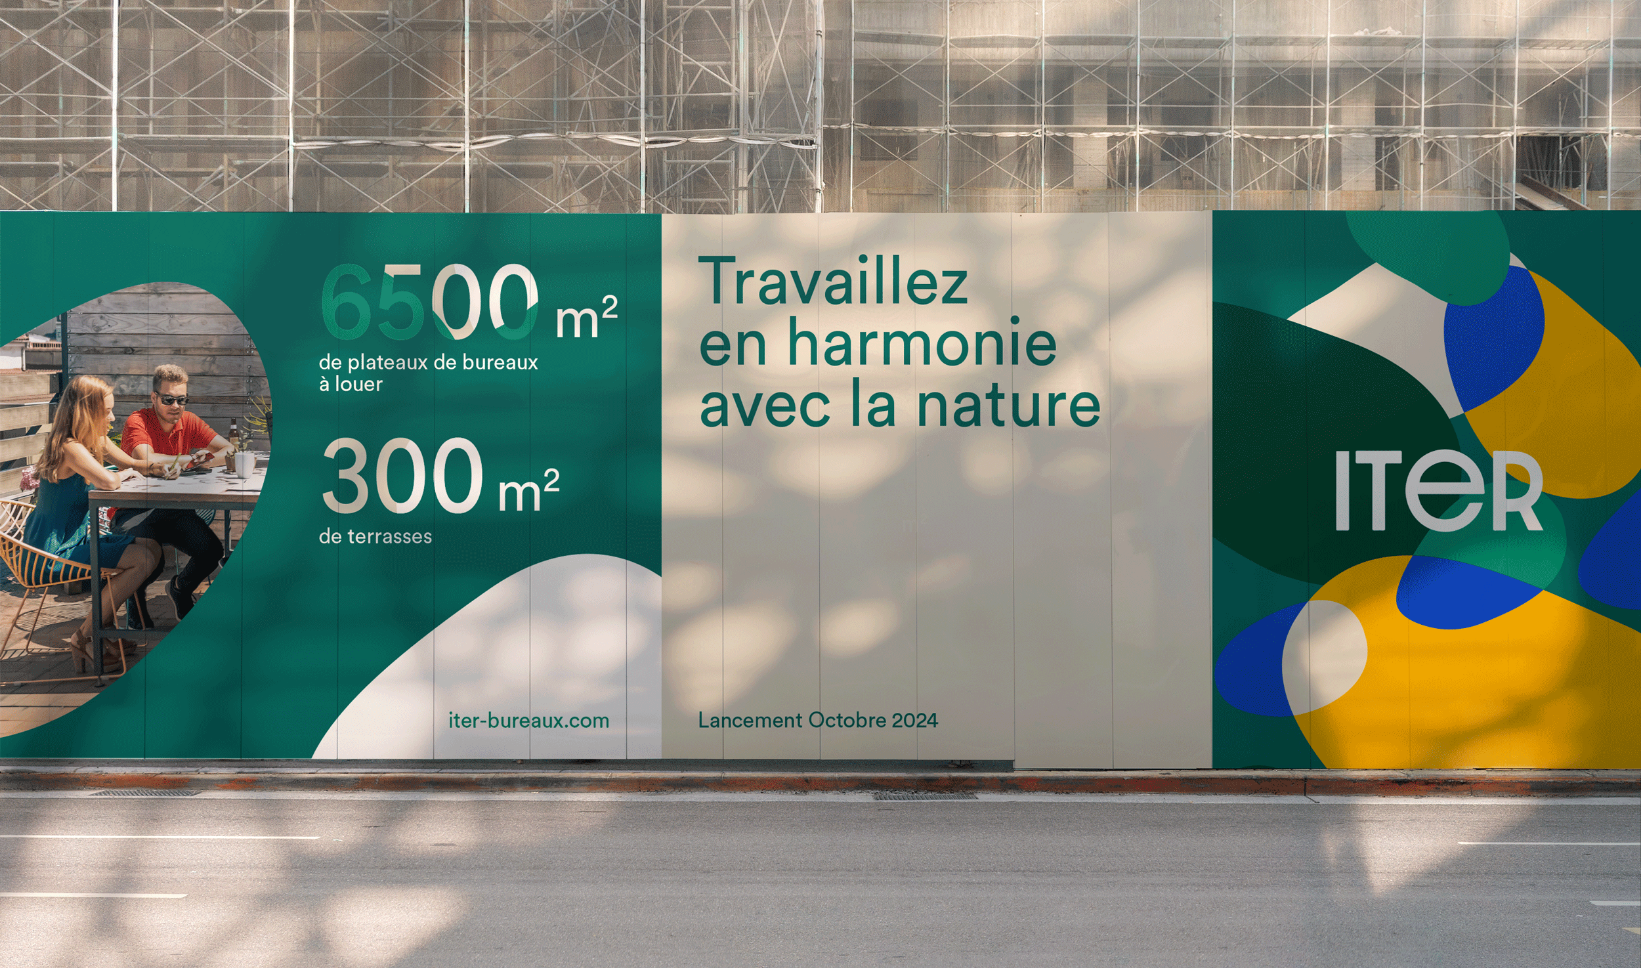 6500 m²
de plateaux de bureaux
à louer
300 m²
de terrasses
iter-bureaux.com
Travaillez
en harmonie
avec la nature
Lancement Octobre 2024
ITeR